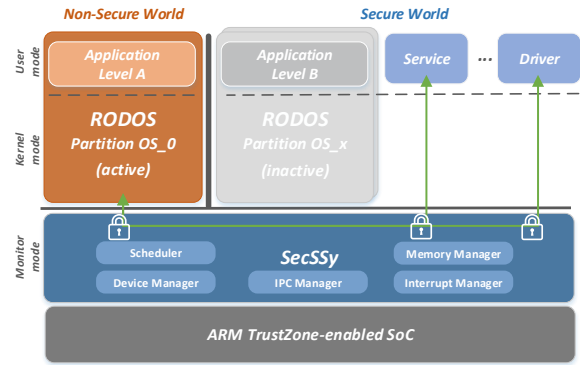 Non-Secure World
Secure World
User mode
Application
Level A
Application
Level B
Service
...
Driver
Kernel mode
RODOS
Partition OS_0
(active)
RODOS
Partition OS_x
(inactive)
Monitor mode
Scheduler
SecSSy
Memory Manager
Device Manager
IPC Manager
Interrupt Manager
ARM TrustZone-enabled SoC